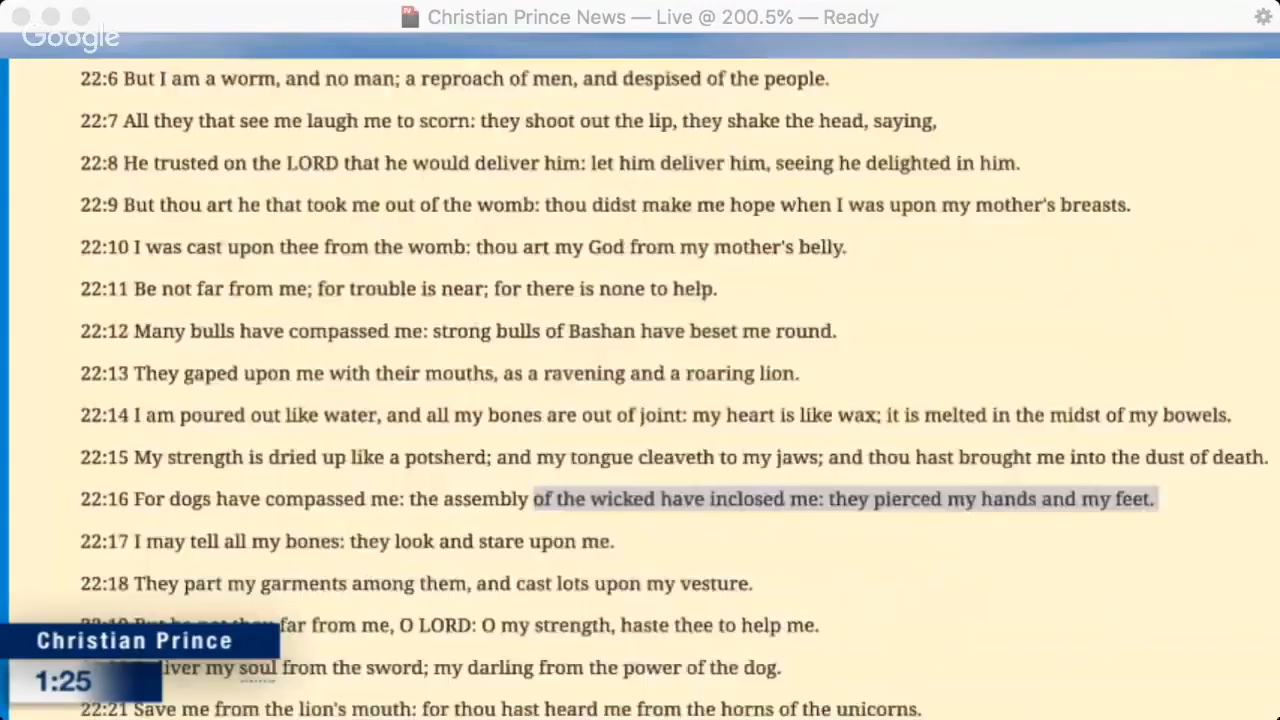 Christian Prince News — Live @ 200.5% — Ready
Google
22:6 But I am a worm, and no man; a reproach of men, and despised of the people.
22:7 All they that see me laugh me to scorn: they shoot out the lip, they shake the head, saying,
22:8 He trusted on the LORD that he would deliver him: let him deliver him, seeing he delighted in him.
22:9 But thou art he that took me out of the womb: thou didst make me hope when I was upon my mother's breasts.
22:10 I was cast upon thee from the womb: thou art my God from my mother's belly.
22:11 Be not far from me; for trouble is near; for there is none to help.
22:12 Many bulls have compassed me: strong bulls of Bashan have beset me round.
22:13 They gaped upon me with their mouths, as a ravening and a roaring lion.
22:14 I am poured out like water, and all my bones are out of joint: my heart is like wax; it is melted in the midst of my bowels.
22:15 My strength is dried up like a potsherd; and my tongue cleaveth to my jaws; and thou hast brought me into the dust of death.
22:16 For dogs have compassed me: the assembly of the wicked have inclosed me: they pierced my hands and my feet.
22:17 I may tell all my bones: they look and stare upon me.
22:18 They part my garments among them, and cast lots upon my vesture.
far from me, O LORD: O my strength, haste thee to help me.
Christian Prince
my soul from the sword; my darling from the power of the dog.
1:25
22:21 Save me from the lion's mouth: for thou hast heard me from the horns of the unicorns.